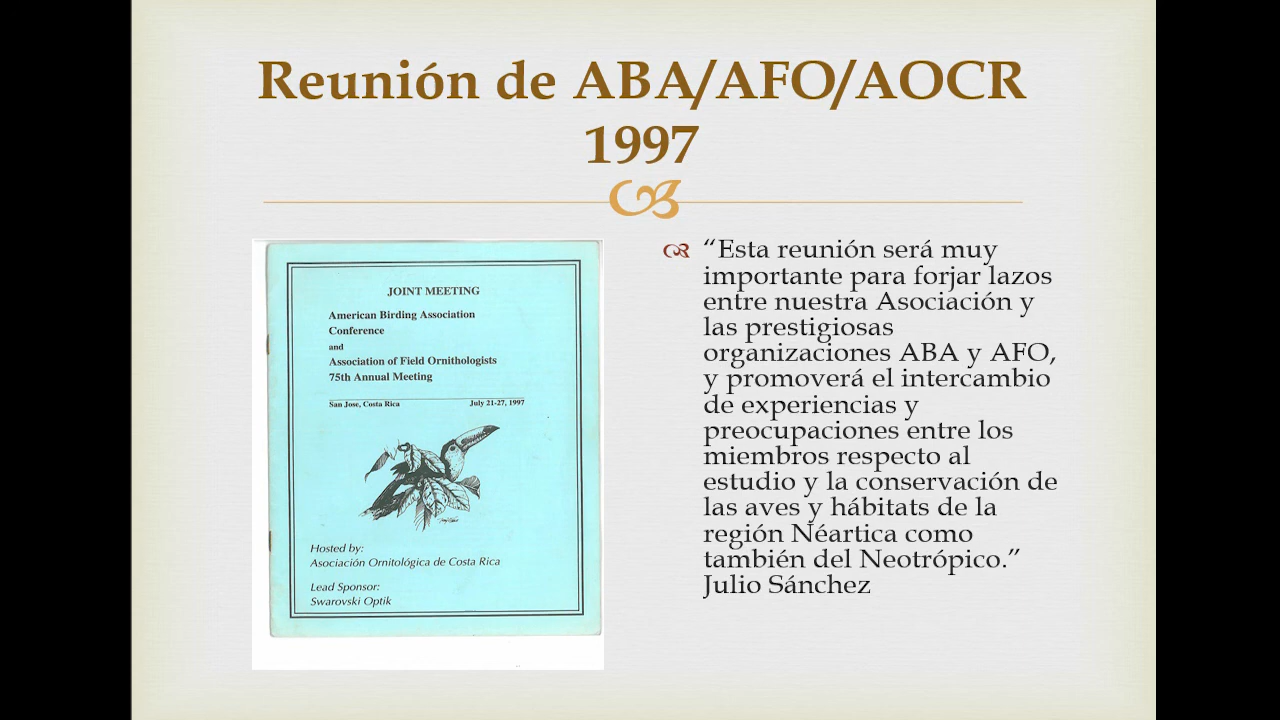 Reunión de ABA/AFO/AOCR
1997
JOINT MEETING
American Birding Association
Conference
and
Association of Field Ornithologists
75th Annual Meeting
San Jose, Costa Rica July 21-27, 1997
Hosted by:
Asociación Ornitológica de Costa Rica
Lead Sponsor:
Swarovski Optik
“Esta reunión será muy
importante para forjar lazos
entre nuestra Asociación y
las prestigiosas
organizaciones ABA y AFO,
y promoverá el intercambio
de experiencias y
preocupaciones entre los
miembros respecto al
estudio y la conservación de
las aves y hábitats de la
región Néartica como
también del Neotrópico.”
Julio Sánchez